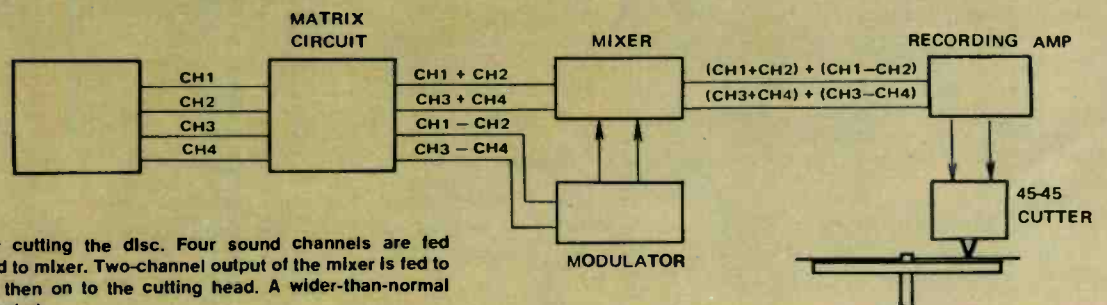 MATRIX
CIRCUIT
MIXER
RECORDING AMP
CH1
CH2
CH3
CH4
CH1 + CH2
CH3 + CH4
CH1 − CH2
CH3 − CH4
(CH1+CH2) + (CH1−CH2)
(CH3+CH4) + (CH3−CH4)
MODULATOR
45-45
CUTTER
cutting the disc. Four sound channels are fed
d to mixer. Two-channel output of the mixer is fed to
then on to the cutting head. A wider-than-normal